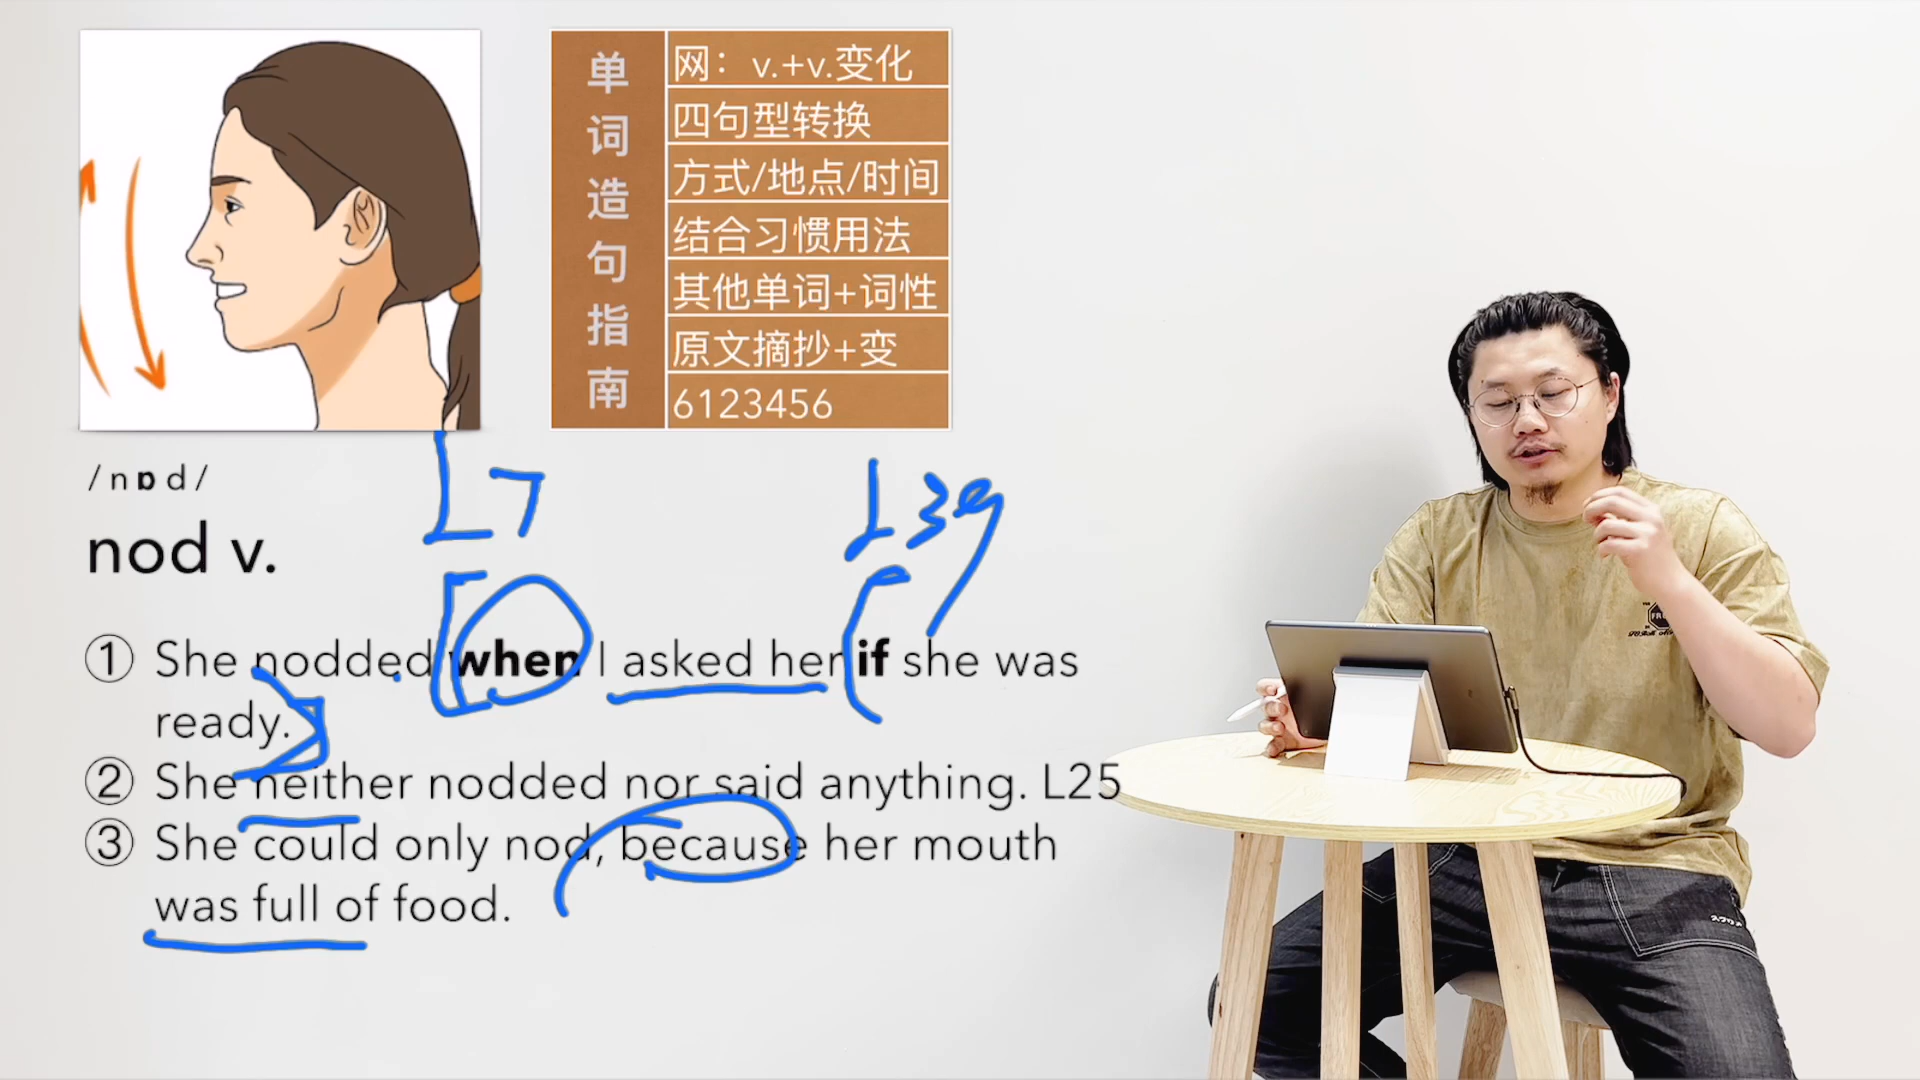 单词造句指南
网：v.+v.变化
四句型转换
方式/地点/时间
结合习惯用法
其他单词+词性
原文摘抄+变
6123456
/nɒd/
nod v.
L7
L39
① She nodded when I asked her if she was
ready.
② She neither nodded nor said anything. L25
③ She could only nod, because her mouth
was full of food.